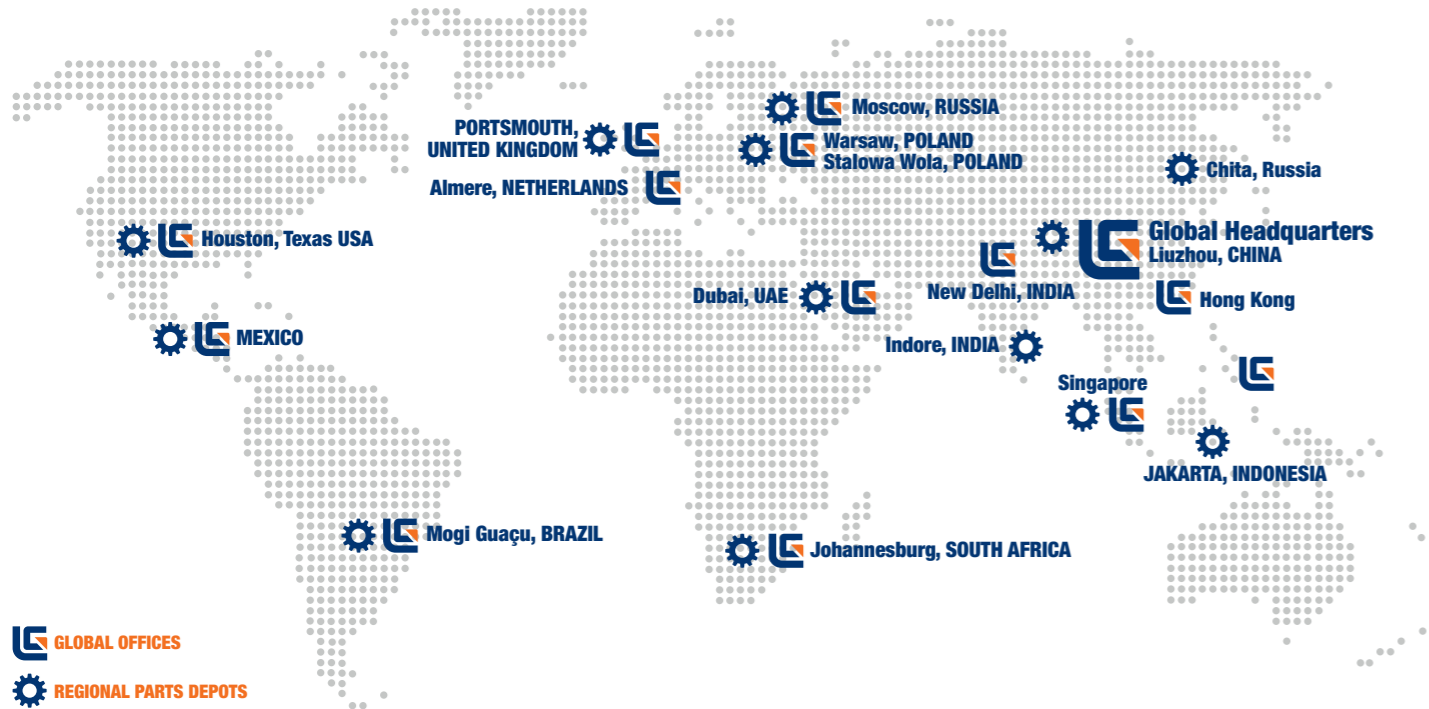 Moscow, RUSSIA
PORTSMOUTH,
UNITED KINGDOM
Warsaw, POLAND
Stalowa Wola, POLAND
Chita, Russia
Almere, NETHERLANDS
Houston, Texas USA
Global Headquarters
Liuzhou, CHINA
New Delhi, INDIA
Dubai, UAE
Hong Kong
MEXICO
Indore, INDIA
Singapore
JAKARTA, INDONESIA
Mogi Guaçu, BRAZIL
Johannesburg, SOUTH AFRICA
GLOBAL OFFICES
REGIONAL PARTS DEPOTS